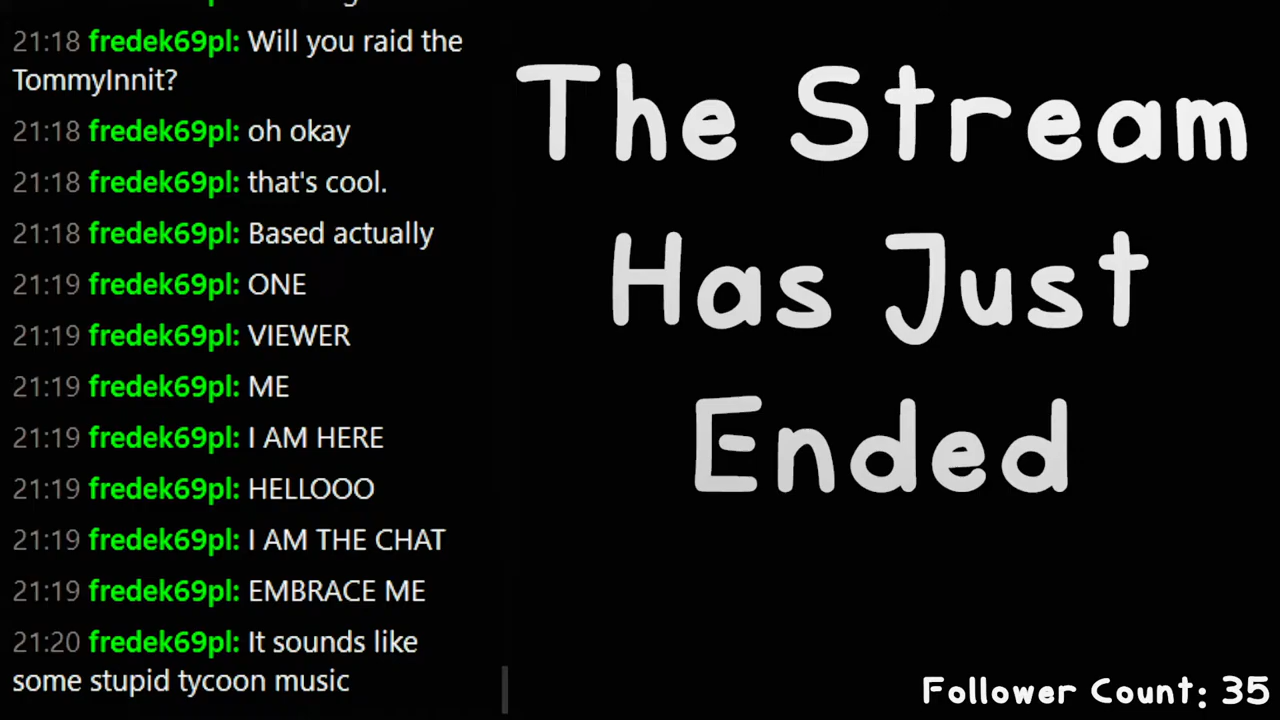 21:18 fredek69pl: Will you raid the
TommyInnit?
21:18 fredek69pl: oh okay
21:18 fredek69pl: that's cool.
21:18 fredek69pl: Based actually
21:19 fredek69pl: ONE
21:19 fredek69pl: VIEWER
21:19 fredek69pl: ME
21:19 fredek69pl: I AM HERE
21:19 fredek69pl: HELLOOO
21:19 fredek69pl: I AM THE CHAT
21:19 fredek69pl: EMBRACE ME
21:20 fredek69pl: It sounds like
some stupid tycoon music
The Stream
Has Just
Ended
Follower Count: 35